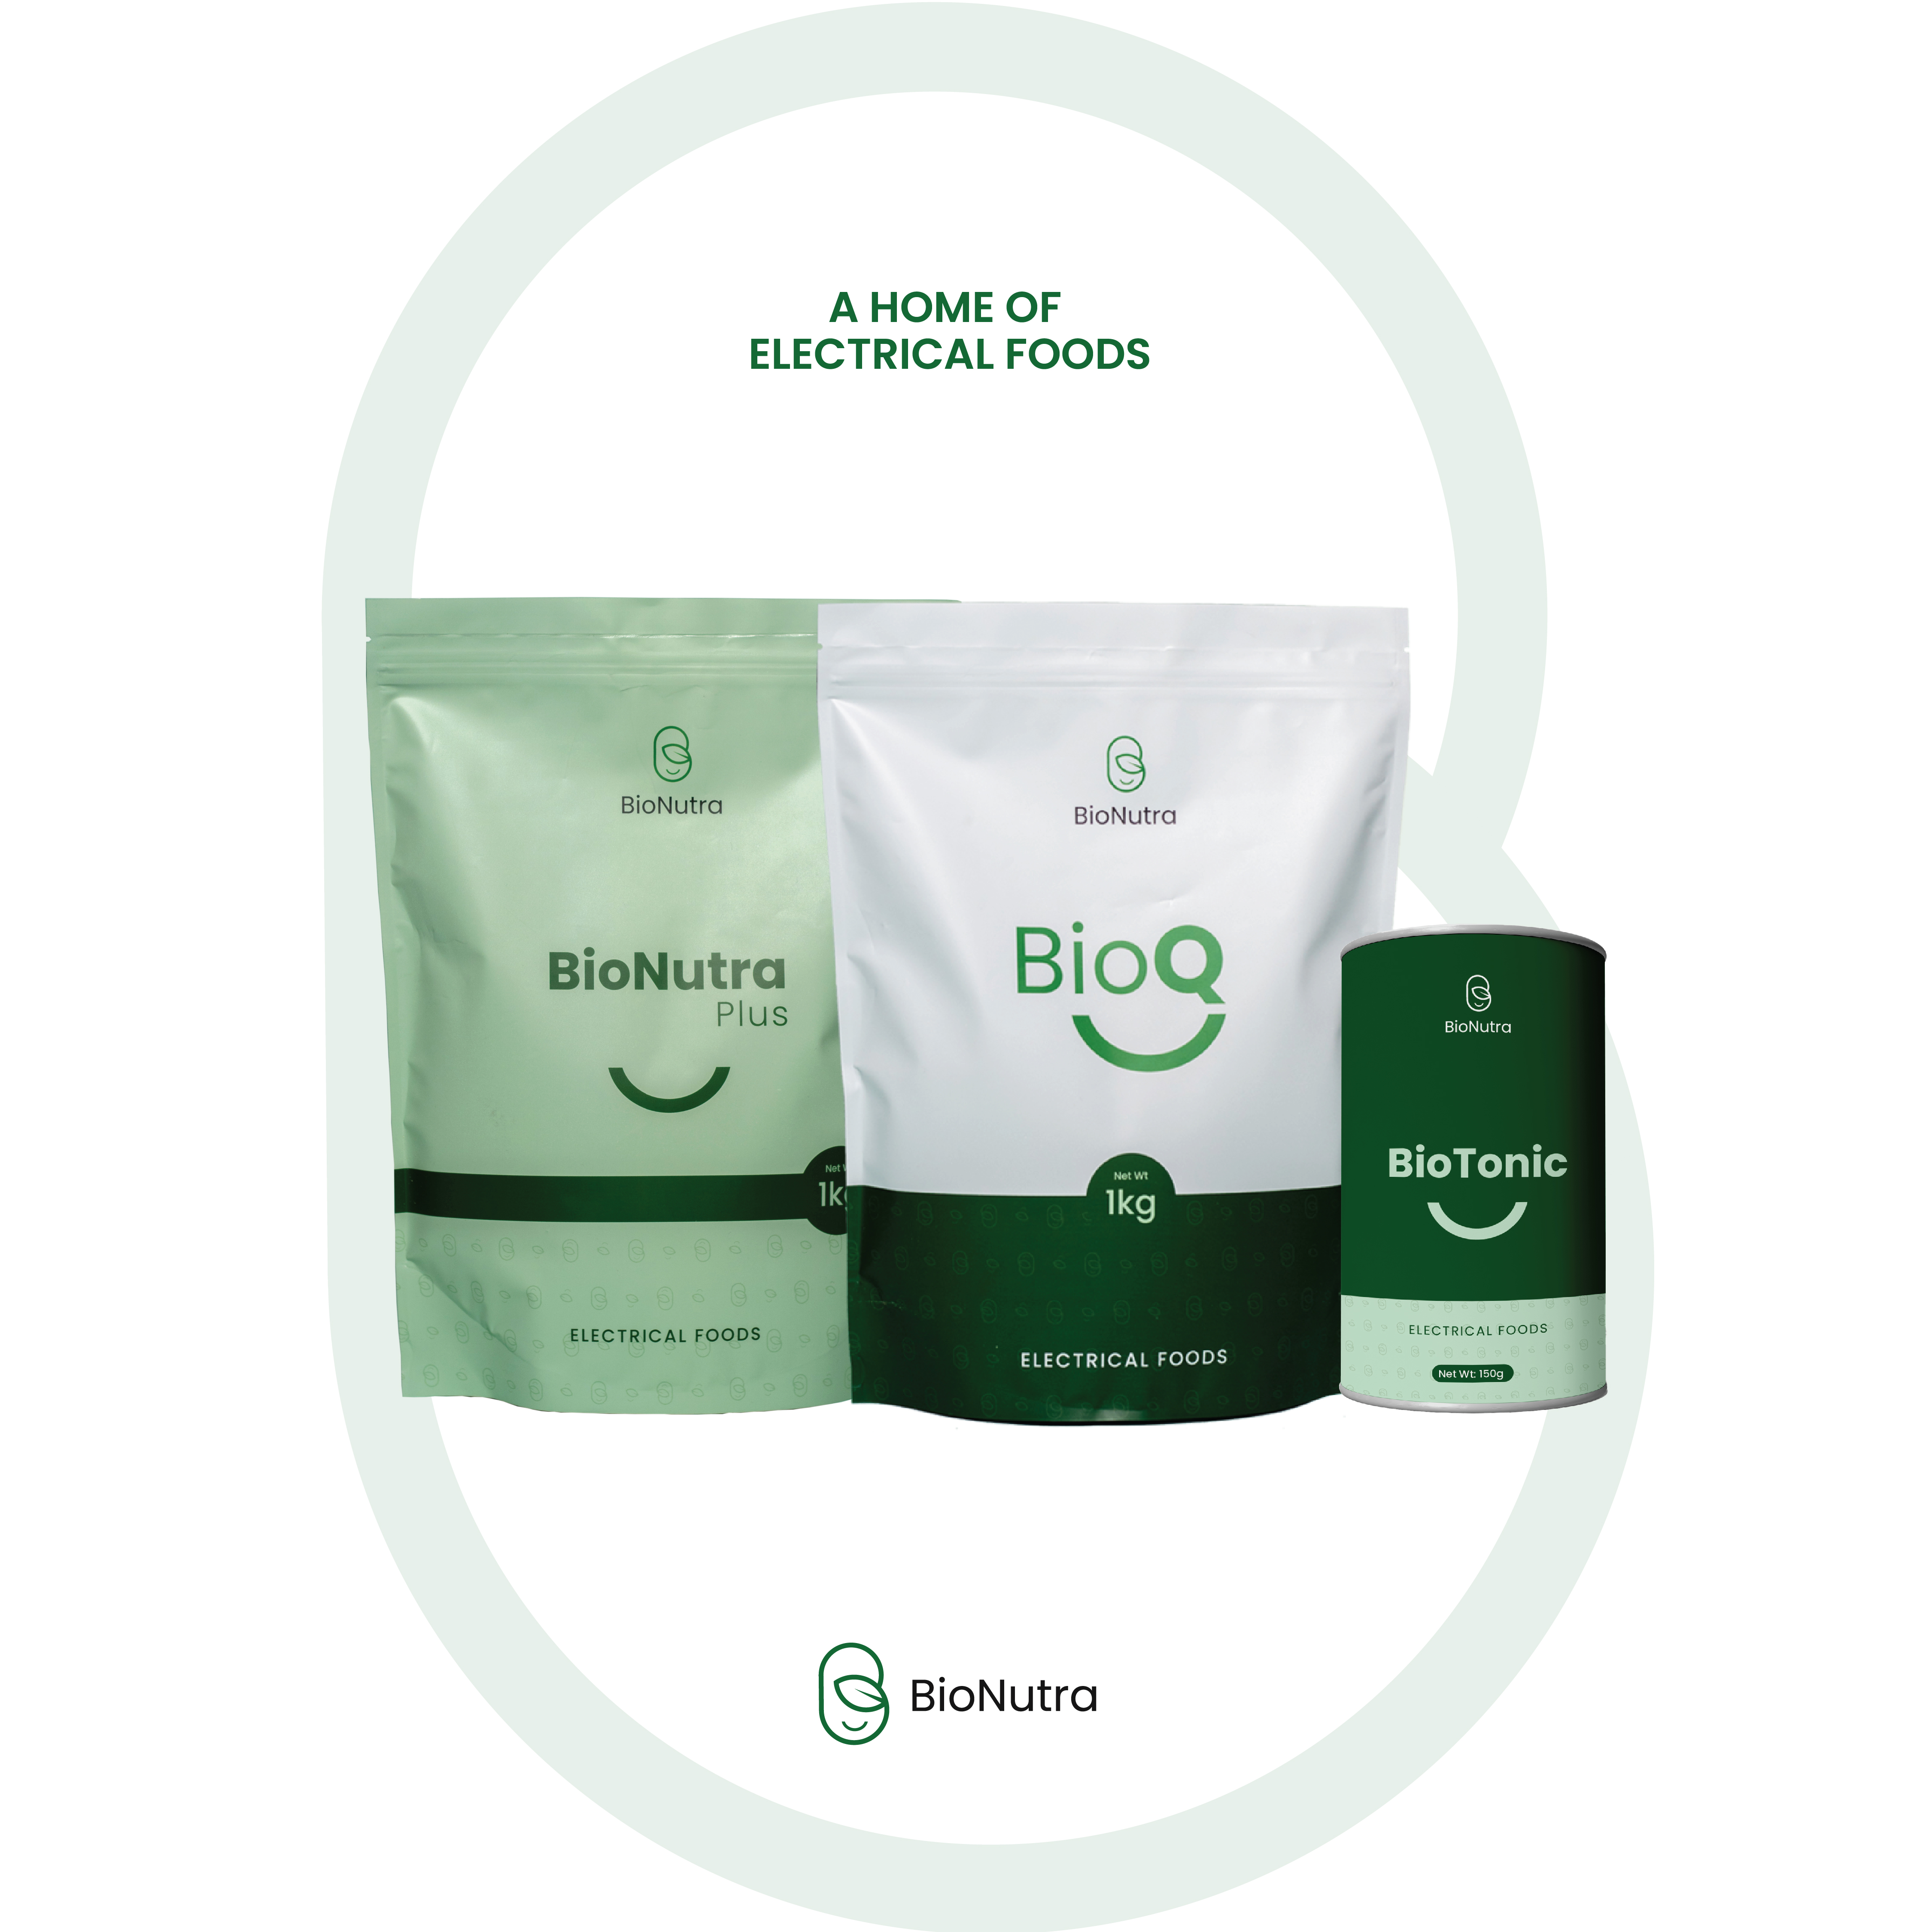 A HOME OF
ELECTRICAL FOODS
BioNutra
BioNutra
Plus
Net
ELECTRICAL FOODS
BioNutra
BioQ
Net Wt
1kg
ELECTRICAL FOODS
BioNutra
BioTonic
ELECTRICAL FOODS
Net Wt: 150g
BioNutra